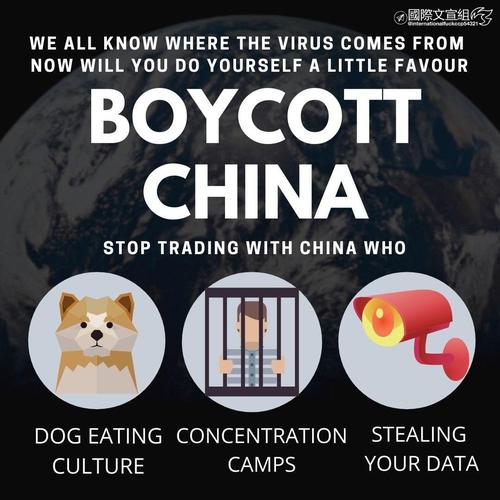 國際文宣組
@internationalfuckccp54321
WE ALL KNOW WHERE THE VIRUS COMES FROM
NOW WILL YOU DO YOURSELF A LITTLE FAVOUR
BOYCOTT
CHINA
STOP TRADING WITH CHINA WHO
DOG EATING
CULTURE
CONCENTRATION
CAMPS
STEALING
YOUR DATA